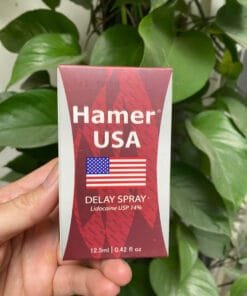 Hamer®
USA
DELAY SPRAY
Lidocaine USP 14%
12.5ml | 0.42 fl oz